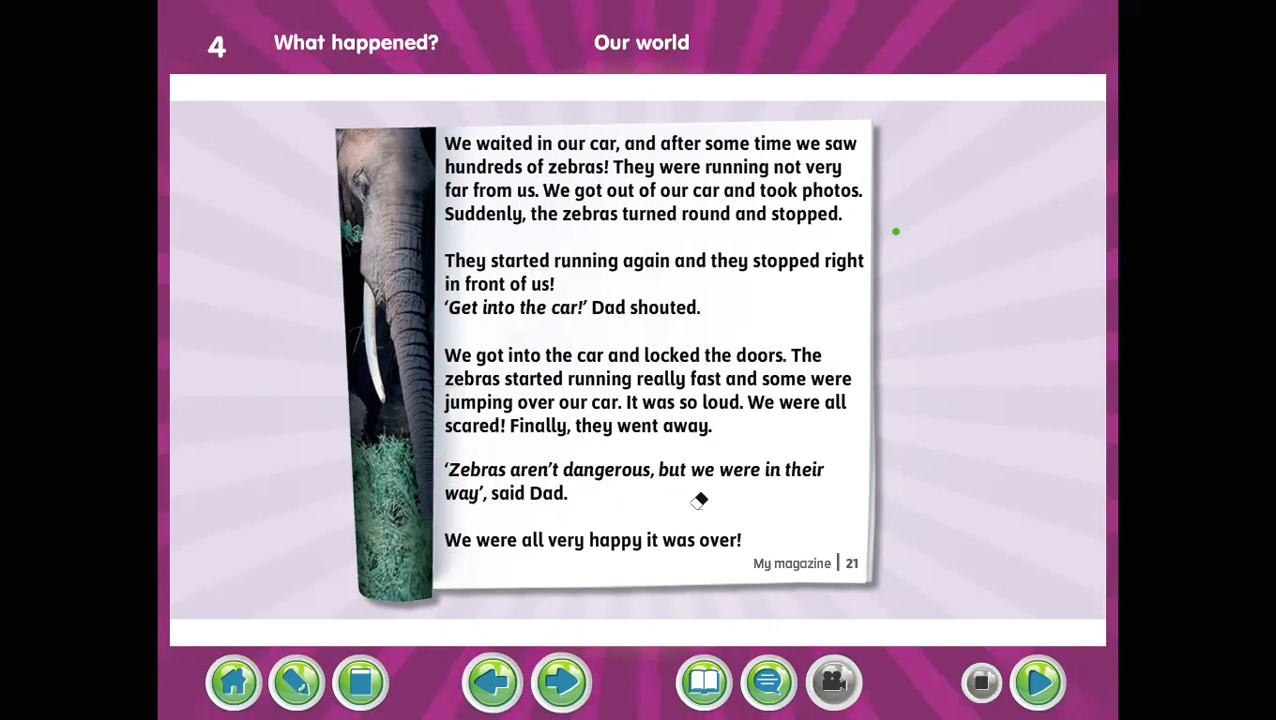 4 What happened? Our world
We waited in our car, and after some time we saw
hundreds of zebras! They were running not very
far from us. We got out of our car and took photos.
Suddenly, the zebras turned round and stopped.
They started running again and they stopped right
in front of us!
‘Get into the car!’ Dad shouted.
We got into the car and locked the doors. The
zebras started running really fast and some were
jumping over our car. It was so loud. We were all
scared! Finally, they went away.
‘Zebras aren’t dangerous, but we were in their
way’, said Dad.
We were all very happy it was over!
My magazine | 21